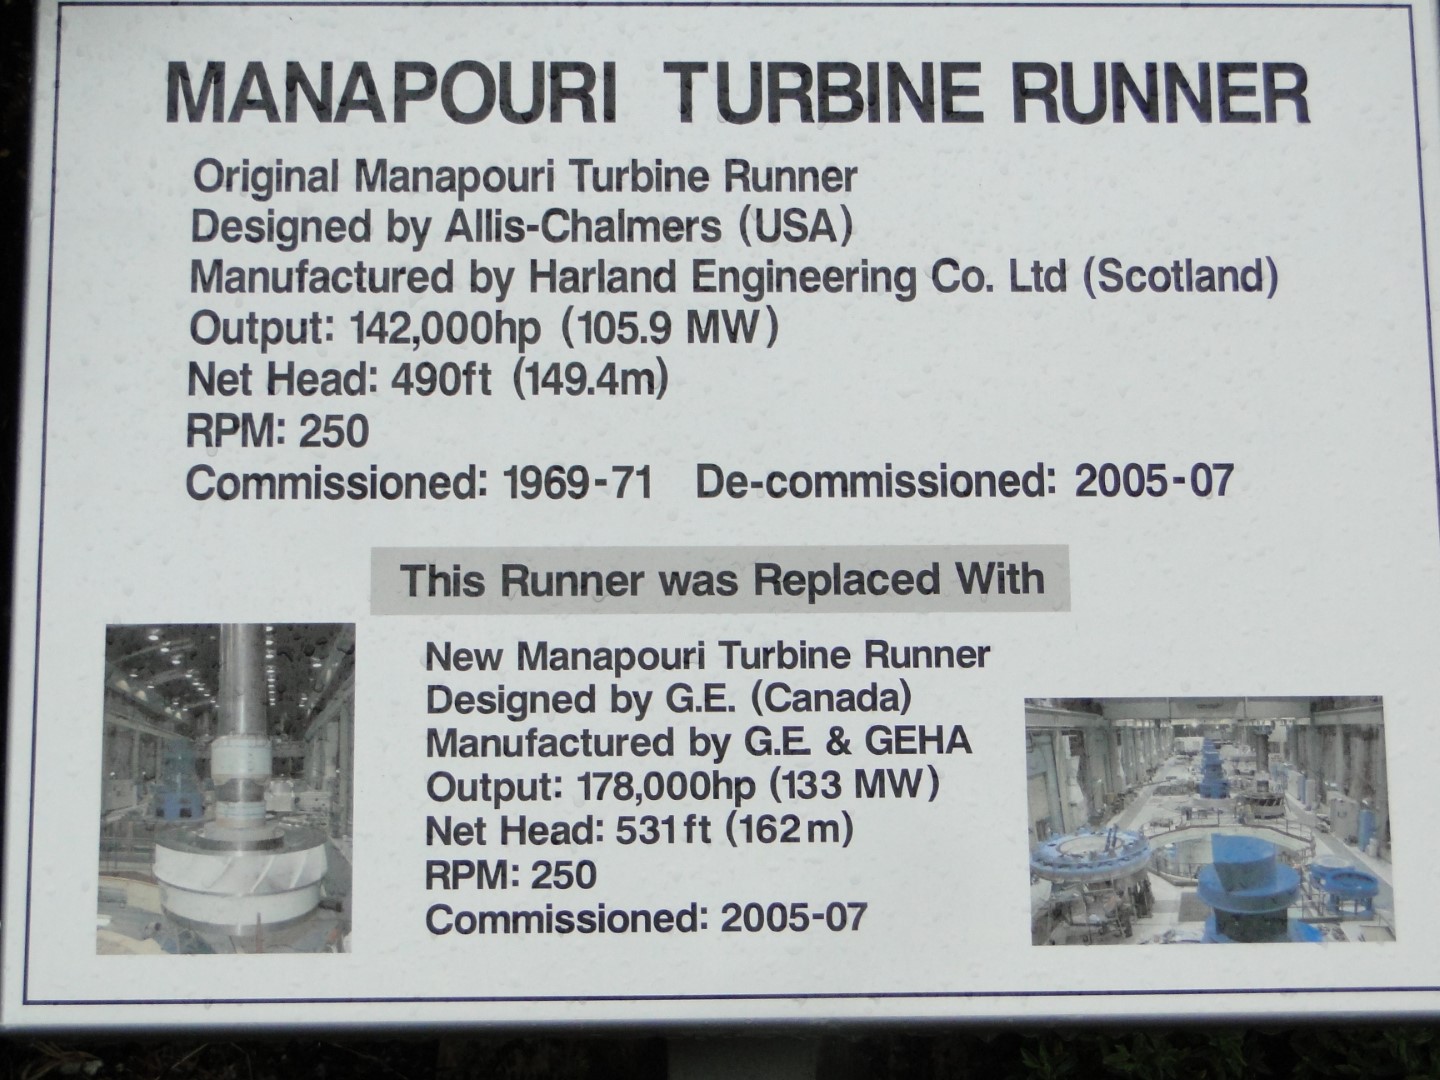 MANAPOURI TURBINE RUNNER
Original Manapouri Turbine Runner
Designed by Allis-Chalmers (USA)
Manufactured by Harland Engineering Co. Ltd (Scotland)
Output: 142,000hp (105.9 MW)
Net Head: 490ft (149.4m)
RPM: 250
Commissioned: 1969-71 De-commissioned: 2005-07
This Runner was Replaced With
New Manapouri Turbine Runner
Designed by G.E. (Canada)
Manufactured by G.E. & GEHA
Output: 178,000hp (133 MW)
Net Head: 531ft (162m)
RPM: 250
Commissioned: 2005-07